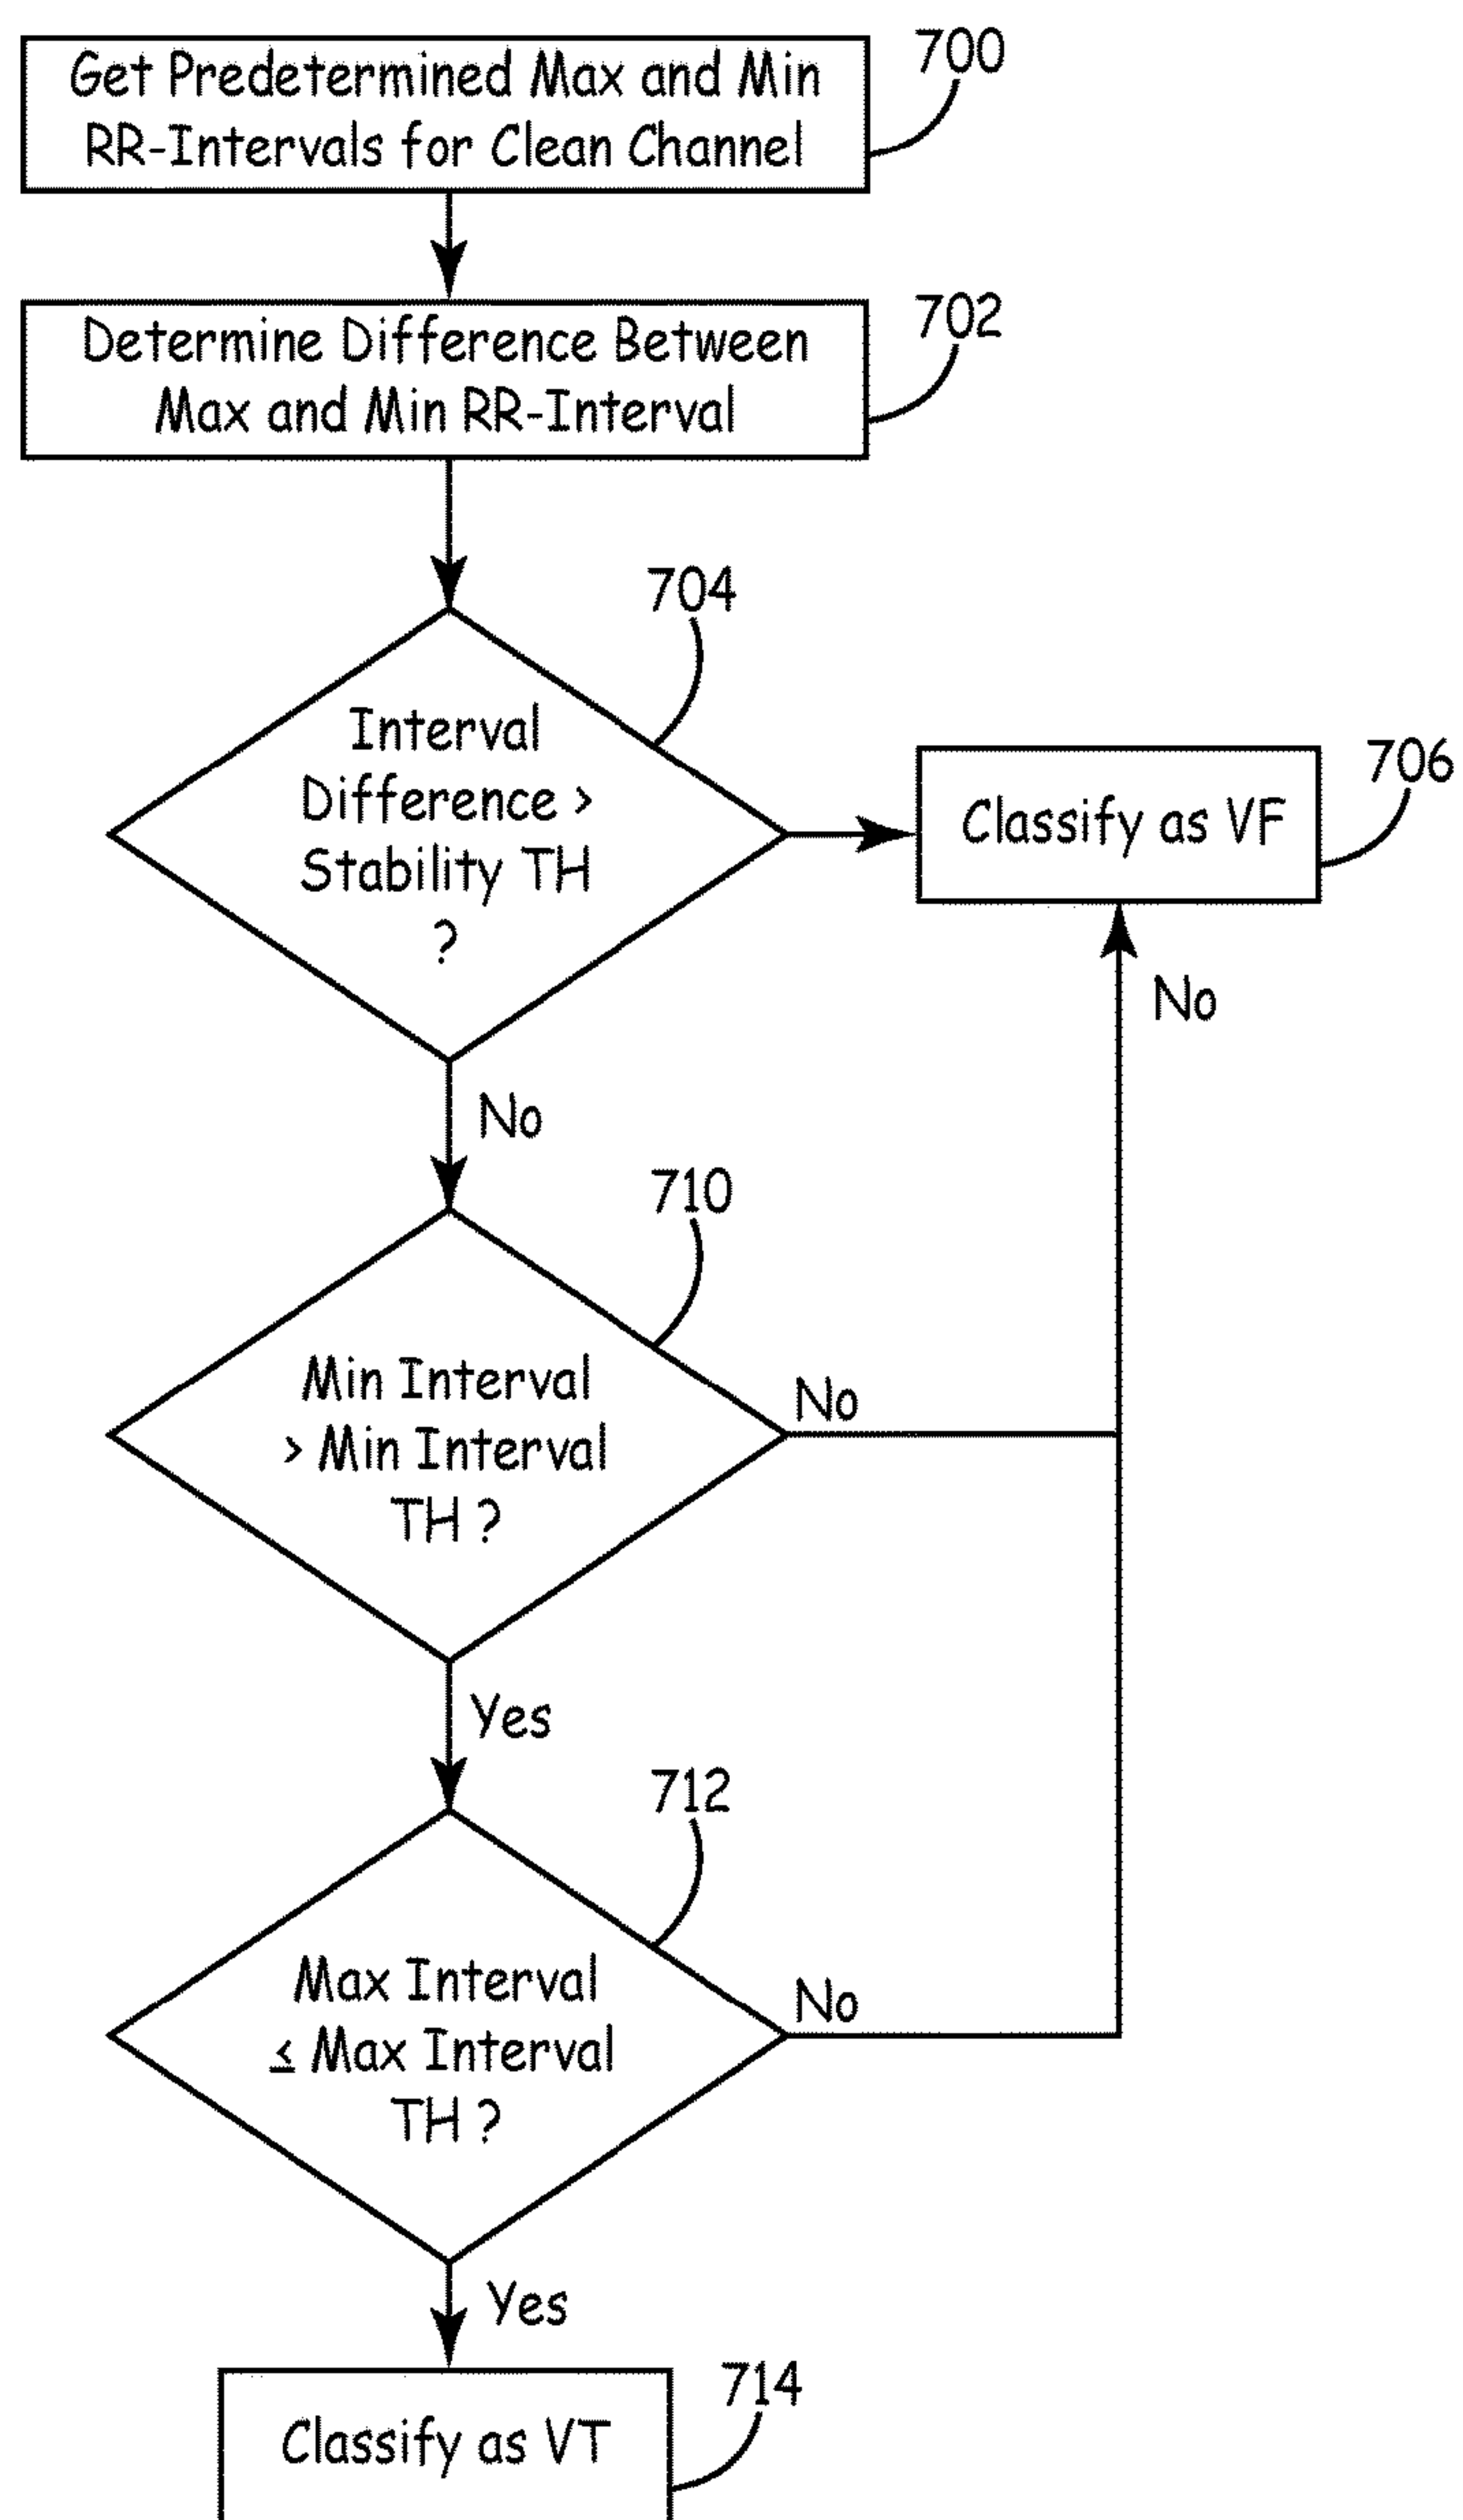 700
Get Predetermined Max and Min
RR-Intervals for Clean Channel
702
Determine Difference Between
Max and Min RR-Interval
704
Interval
Difference >
Stability TH
?
706
Classify as VF
No
No
710
Min Interval
> Min Interval
TH ?
No
Yes
712
Max Interval
≤ Max Interval
TH ?
No
Yes
714
Classify as VT